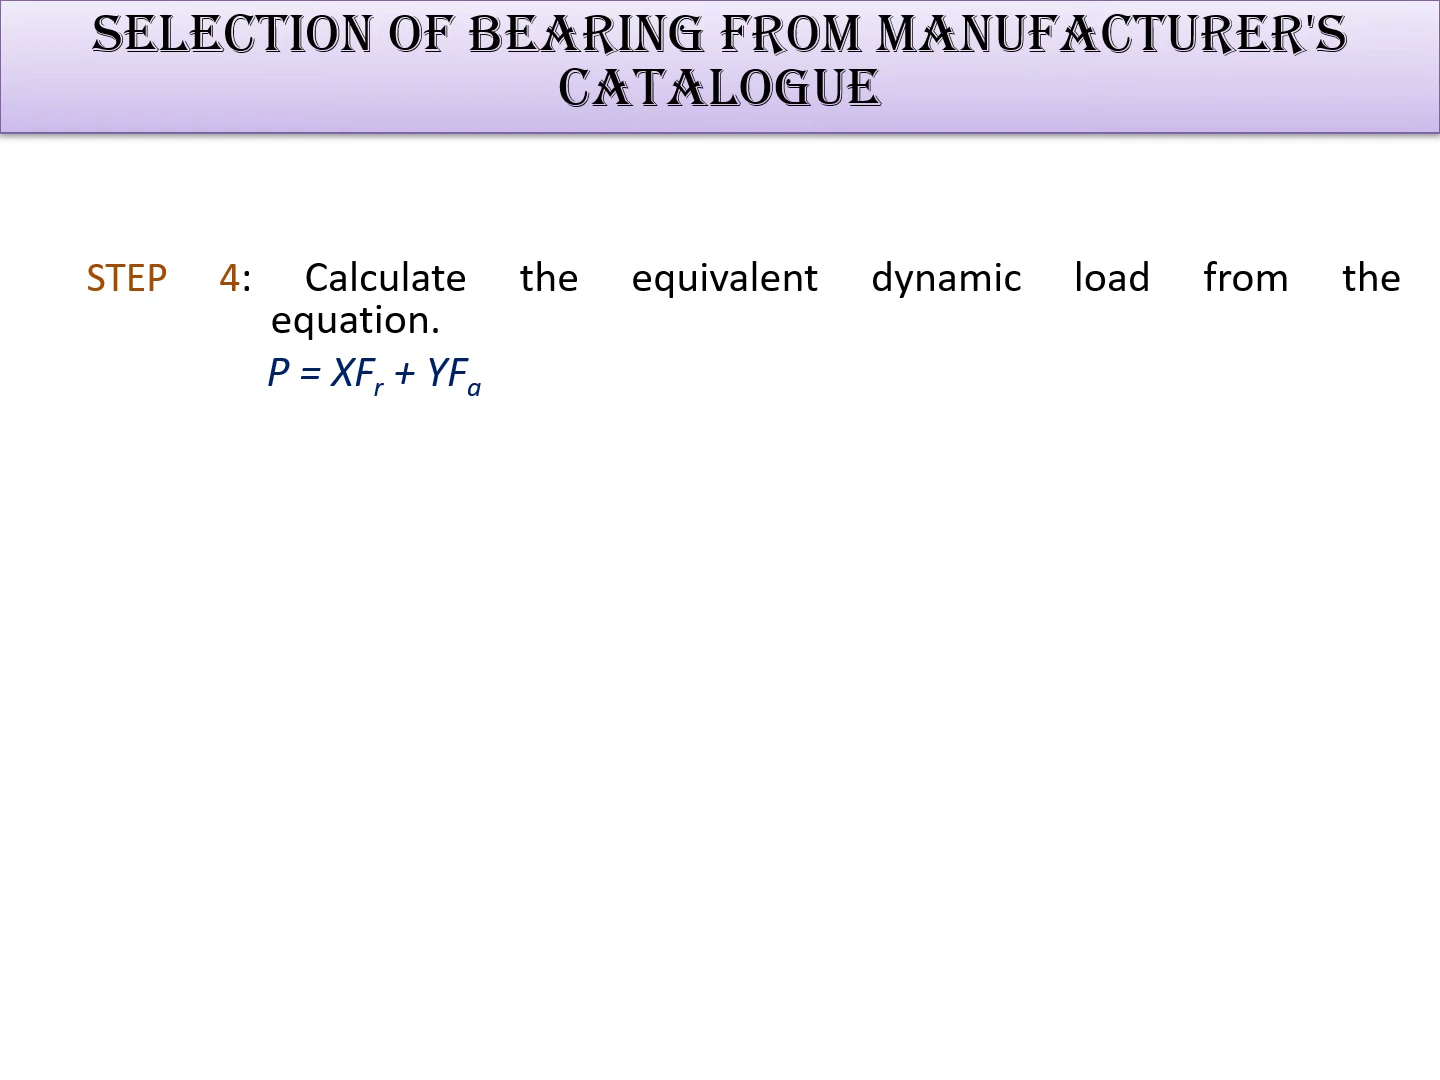 SELECTION OF BEARING FROM MANUFACTURER'S
CATALOGUE
STEP 4: Calculate the equivalent dynamic load from the
equation.
P = XFr + YFa